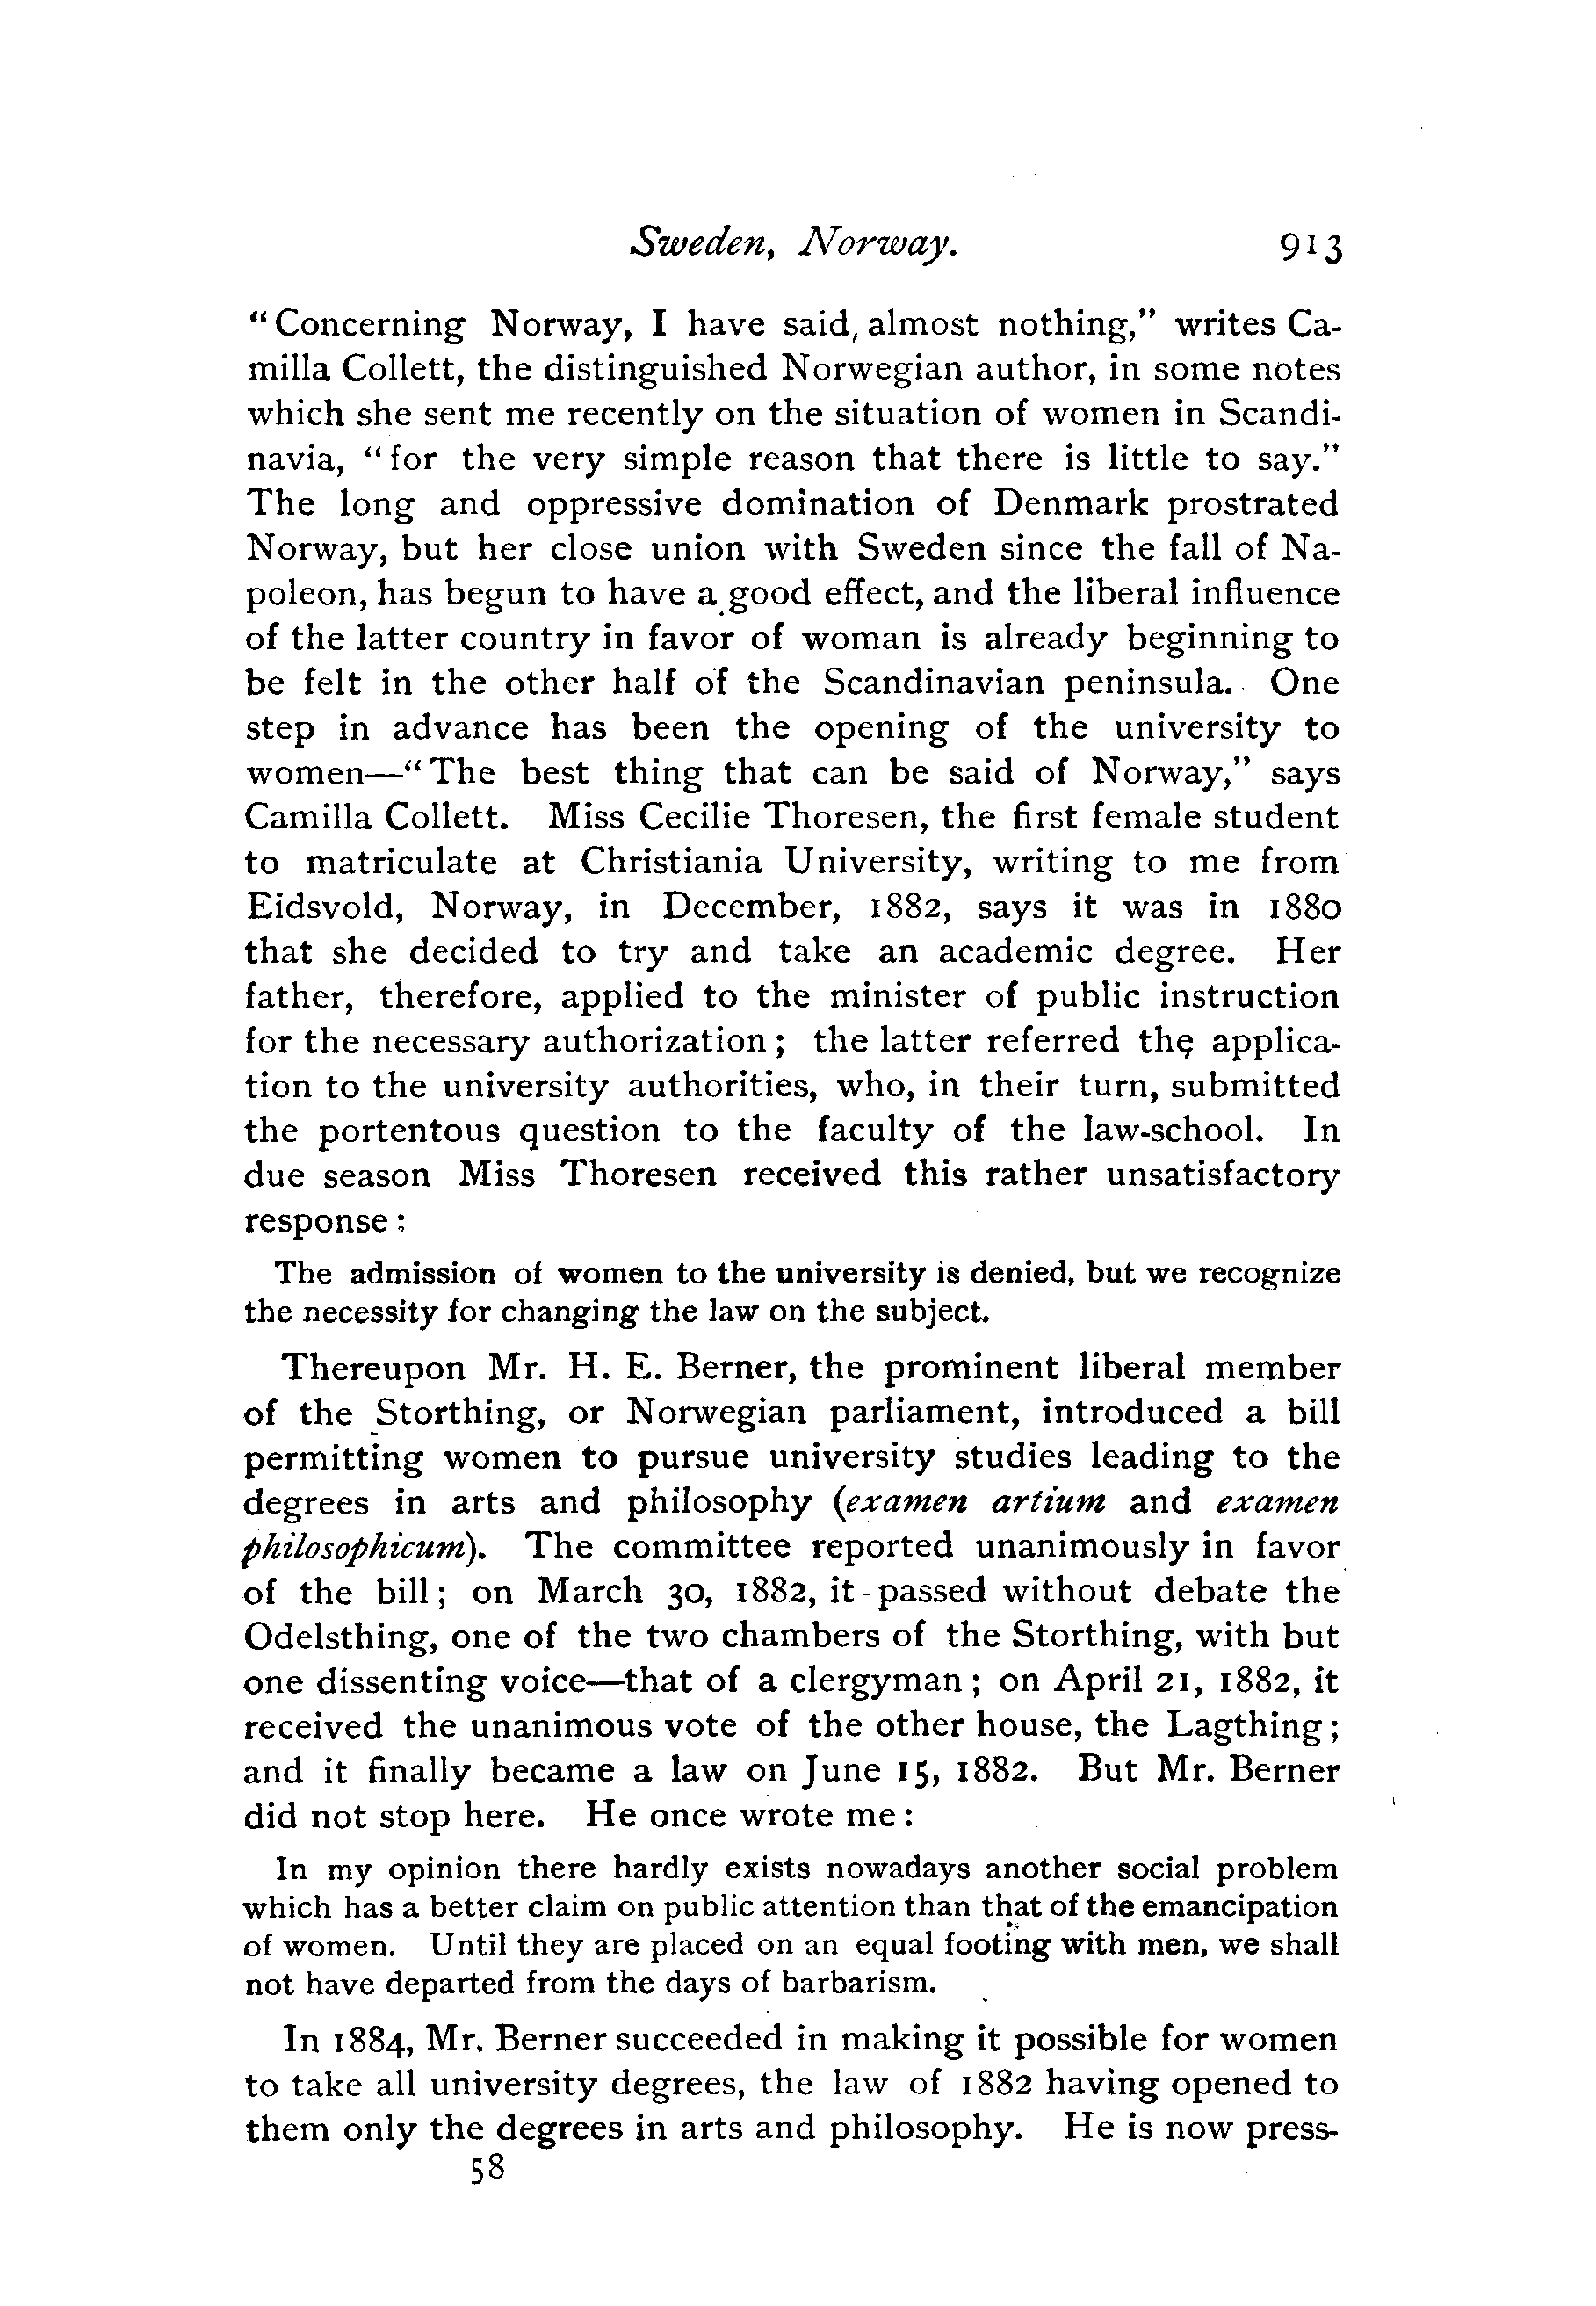 Sweden, Norway. 913
“Concerning Norway, I have said, almost nothing,” writes Ca-
milla Collett, the distinguished Norwegian author, in some notes
which she sent me recently on the situation of women in Scandi-
navia, “for the very simple reason that there is little to say.”
The long and oppressive domination of Denmark prostrated
Norway, but her close union with Sweden since the fall of Na-
poleon, has begun to have a good effect, and the liberal influence
of the latter country in favor of woman is already beginning to
be felt in the other half of the Scandinavian peninsula. One
step in advance has been the opening of the university to
women—“The best thing that can be said of Norway,” says
Camilla Collett. Miss Cecilie Thoresen, the first female student
to matriculate at Christiania University, writing to me from
Eidsvold, Norway, in December, 1882, says it was in 1880
that she decided to try and take an academic degree. Her
father, therefore, applied to the minister of public instruction
for the necessary authorization; the latter referred the applica-
tion to the university authorities, who, in their turn, submitted
the portentous question to the faculty of the law-school. In
due season Miss Thoresen received this rather unsatisfactory
response:
The admission of women to the university is denied, but we recognize
the necessity for changing the law on the subject.
Thereupon Mr. H. E. Berner, the prominent liberal member
of the Storthing, or Norwegian parliament, introduced a bill
permitting women to pursue university studies leading to the
degrees in arts and philosophy (examen artium and examen
philosophicum). The committee reported unanimously in favor
of the bill; on March 30, 1882, it passed without debate the
Odelsthing, one of the two chambers of the Storthing, with but
one dissenting voice—that of a clergyman; on April 21, 1882, it
received the unanimous vote of the other house, the Lagthing;
and it finally became a law on June 15, 1882. But Mr. Berner
did not stop here. He once wrote me:
In my opinion there hardly exists nowadays another social problem
which has a better claim on public attention than that of the emancipation
of women. Until they are placed on an equal footing with men, we shall
not have departed from the days of barbarism.
In 1884, Mr. Berner succeeded in making it possible for women
to take all university degrees, the law of 1882 having opened to
them only the degrees in arts and philosophy. He is now press-
58